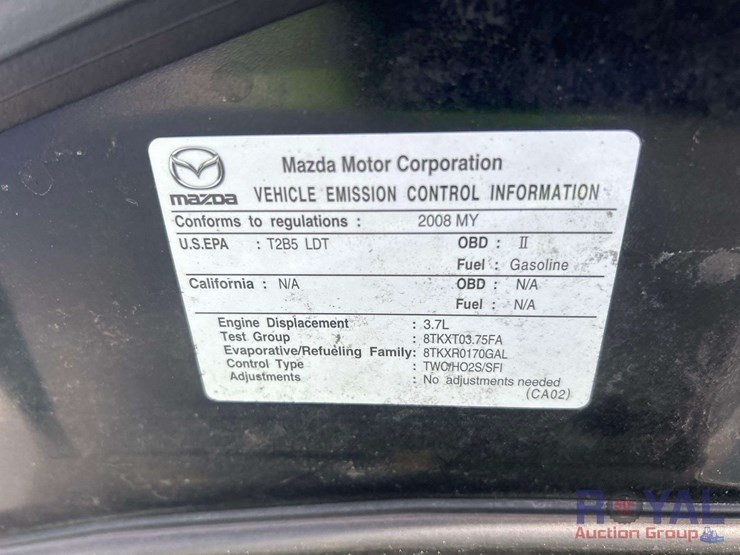 mazda
Mazda Motor Corporation
VEHICLE EMISSION CONTROL INFORMATION
Conforms to regulations : 2008 MY
U.S.EPA : T2B5 LDT OBD : II
Fuel : Gasoline
California : N/A OBD : N/A
Fuel : N/A
Engine Displacement : 3.7L
Test Group : 8TKXT03.75FA
Evaporative/Refueling Family: 8TKXR0170GAL
Control Type : TWC/HO2S/SFI
Adjustments : No adjustments needed
(CA02)
ROYAL
Auction Group